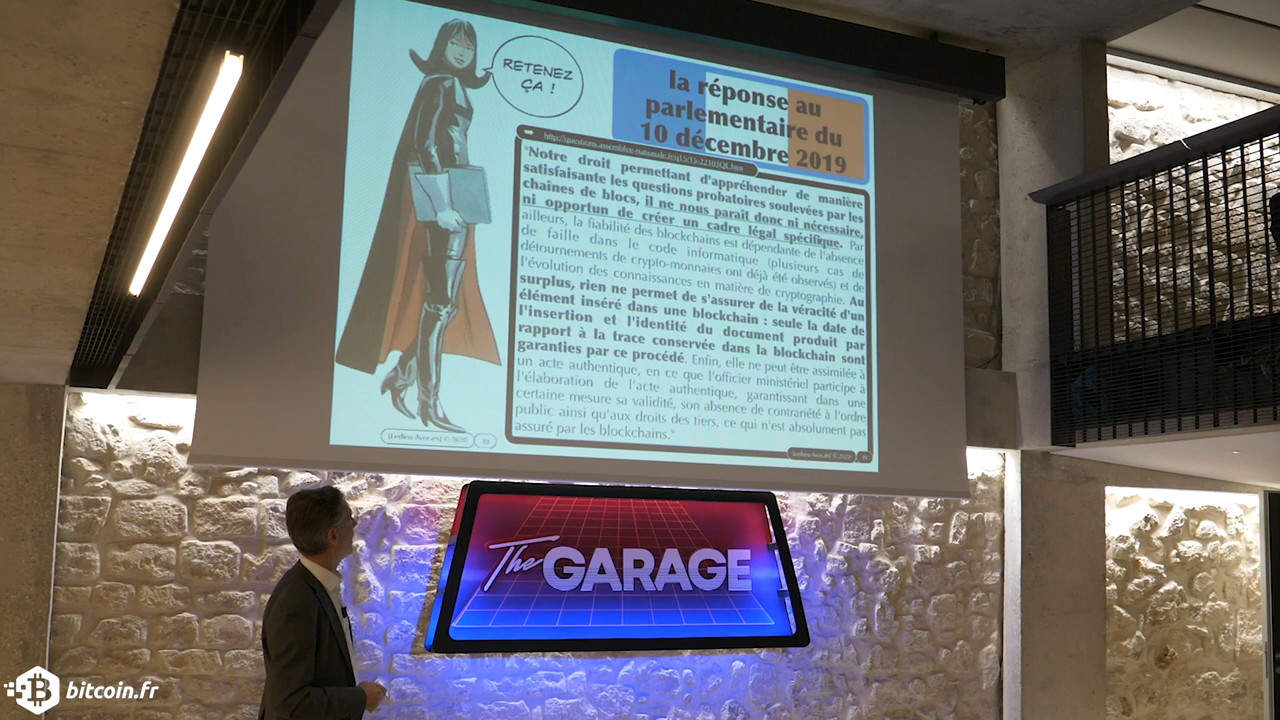 RETENEZ
ÇA !
la réponse au
parlementaire du
10 décembre 2019
"Notre droit permettant d'appréhender de manière
satisfaisante les questions probatoires soulevées par les
chaînes de blocs, il ne nous paraît donc ni nécessaire,
ni opportun de créer un cadre légal spécifique. Par
ailleurs, la fiabilité des blockchains est dépendante de l'absence
de faille dans le code informatique (plusieurs cas de
détournements de crypto-monnaies ont déjà été observés) et de
l'évolution des connaissances en matière de cryptographie. Au
surplus, rien ne permet de s'assurer de la véracité d'un
élément inséré dans une blockchain : seule la date de
l'insertion et l'identité du document produit par
rapport à la trace conservée dans la blockchain sont
garanties par ce procédé. Enfin, elle ne peut être assimilée à
un acte authentique, en ce que l'officier ministériel participe à
l'élaboration de l'acte authentique, garantissant dans une
certaine mesure sa validité, son absence de contrariété à l'ordre
public ainsi qu'aux droits des tiers, ce qui n'est absolument pas
assuré par les blockchains."
[Ledieu-Avocats] © 2020
The GARAGE
bitcoin.fr